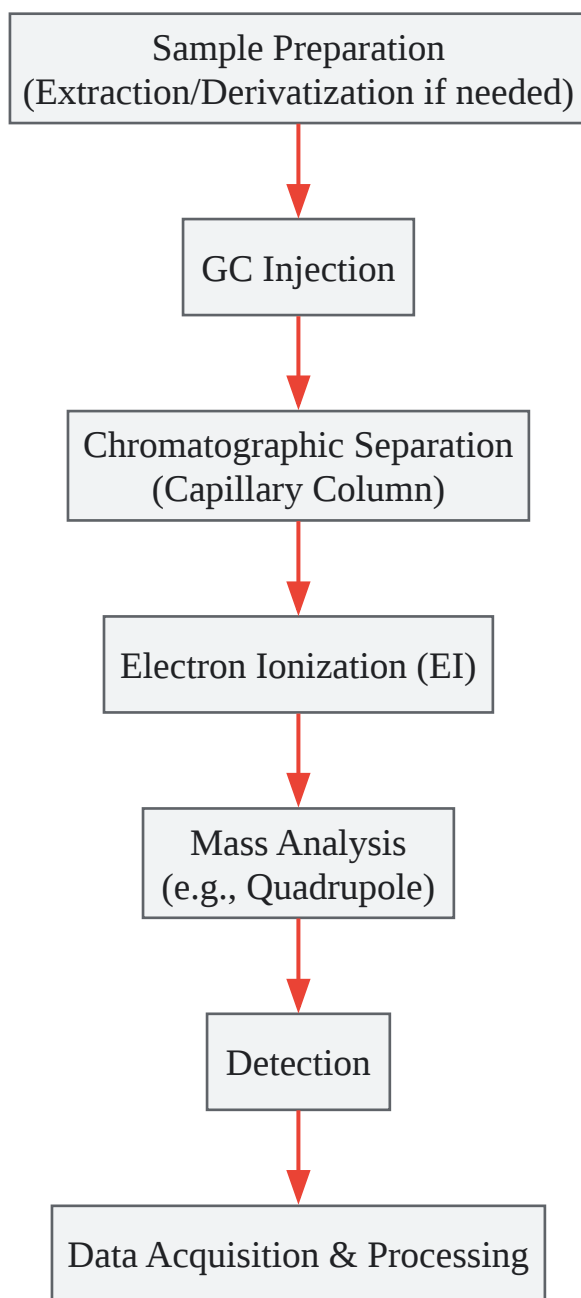 Sample Preparation
(Extraction/Derivatization if needed)
GC Injection
Chromatographic Separation
(Capillary Column)
Electron Ionization (EI)
Mass Analysis
(e.g., Quadrupole)
Detection
Data Acquisition & Processing